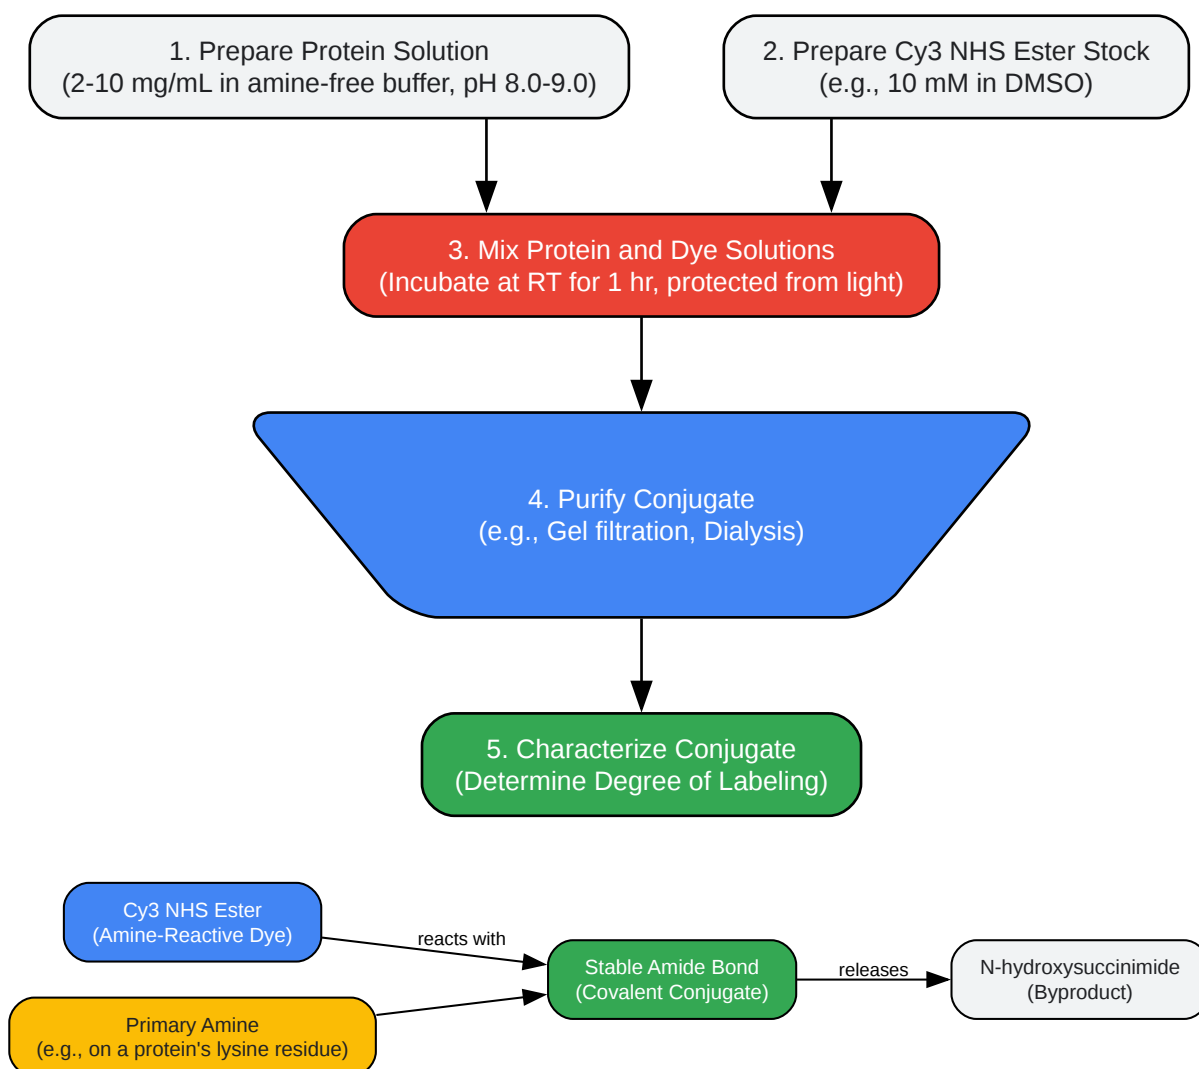 1. Prepare Protein Solution
(2-10 mg/mL in amine-free buffer, pH 8.0-9.0)
2. Prepare Cy3 NHS Ester Stock
(e.g., 10 mM in DMSO)
3. Mix Protein and Dye Solutions
(Incubate at RT for 1 hr, protected from light)
4. Purify Conjugate
(e.g., Gel filtration, Dialysis)
5. Characterize Conjugate
(Determine Degree of Labeling)
Cy3 NHS Ester
(Amine-Reactive Dye)
reacts with
Primary Amine
(e.g., on a protein's lysine residue)
Stable Amide Bond
(Covalent Conjugate)
releases
N-hydroxysuccinimide
(Byproduct)